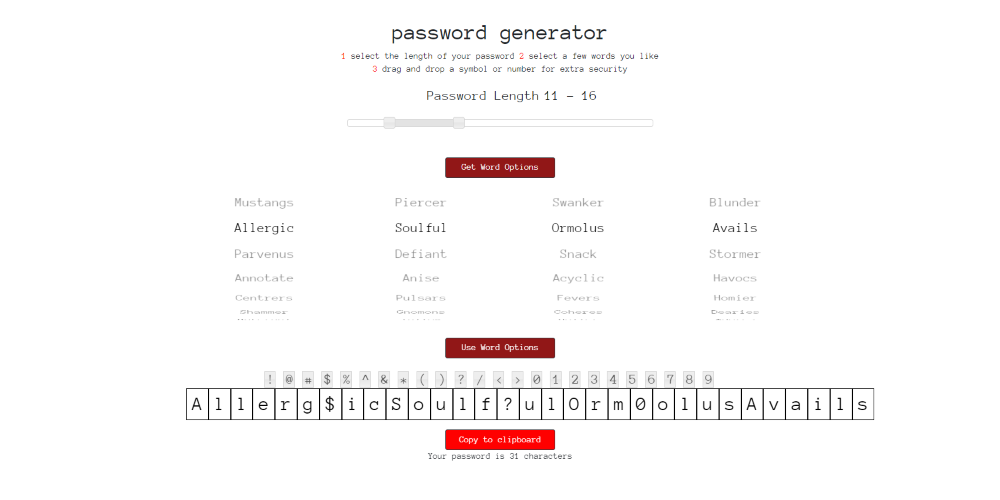 password generator
1 select the length of your password 2 select a few words you like
3 drag and drop a symbol or number for extra security
Password Length 11 - 16
Get Word Options
Mustangs Piercer Swanker Blunder
Allergic Soulful Ormolus Avails
Parvenus Defiant Snack Stormer
Annotate Anise Acyclic Havocs
Centrers Pulsars Fevers Homier
Shammer Gnomons Coheres Dearies
Use Word Options
! @ # $ % ^ & * ( ) ? / < > 0 1 2 3 4 5 6 7 8 9
Allerg$icSoulf?ulOrm0olusAvails
Copy to clipboard
Your password is 31 characters